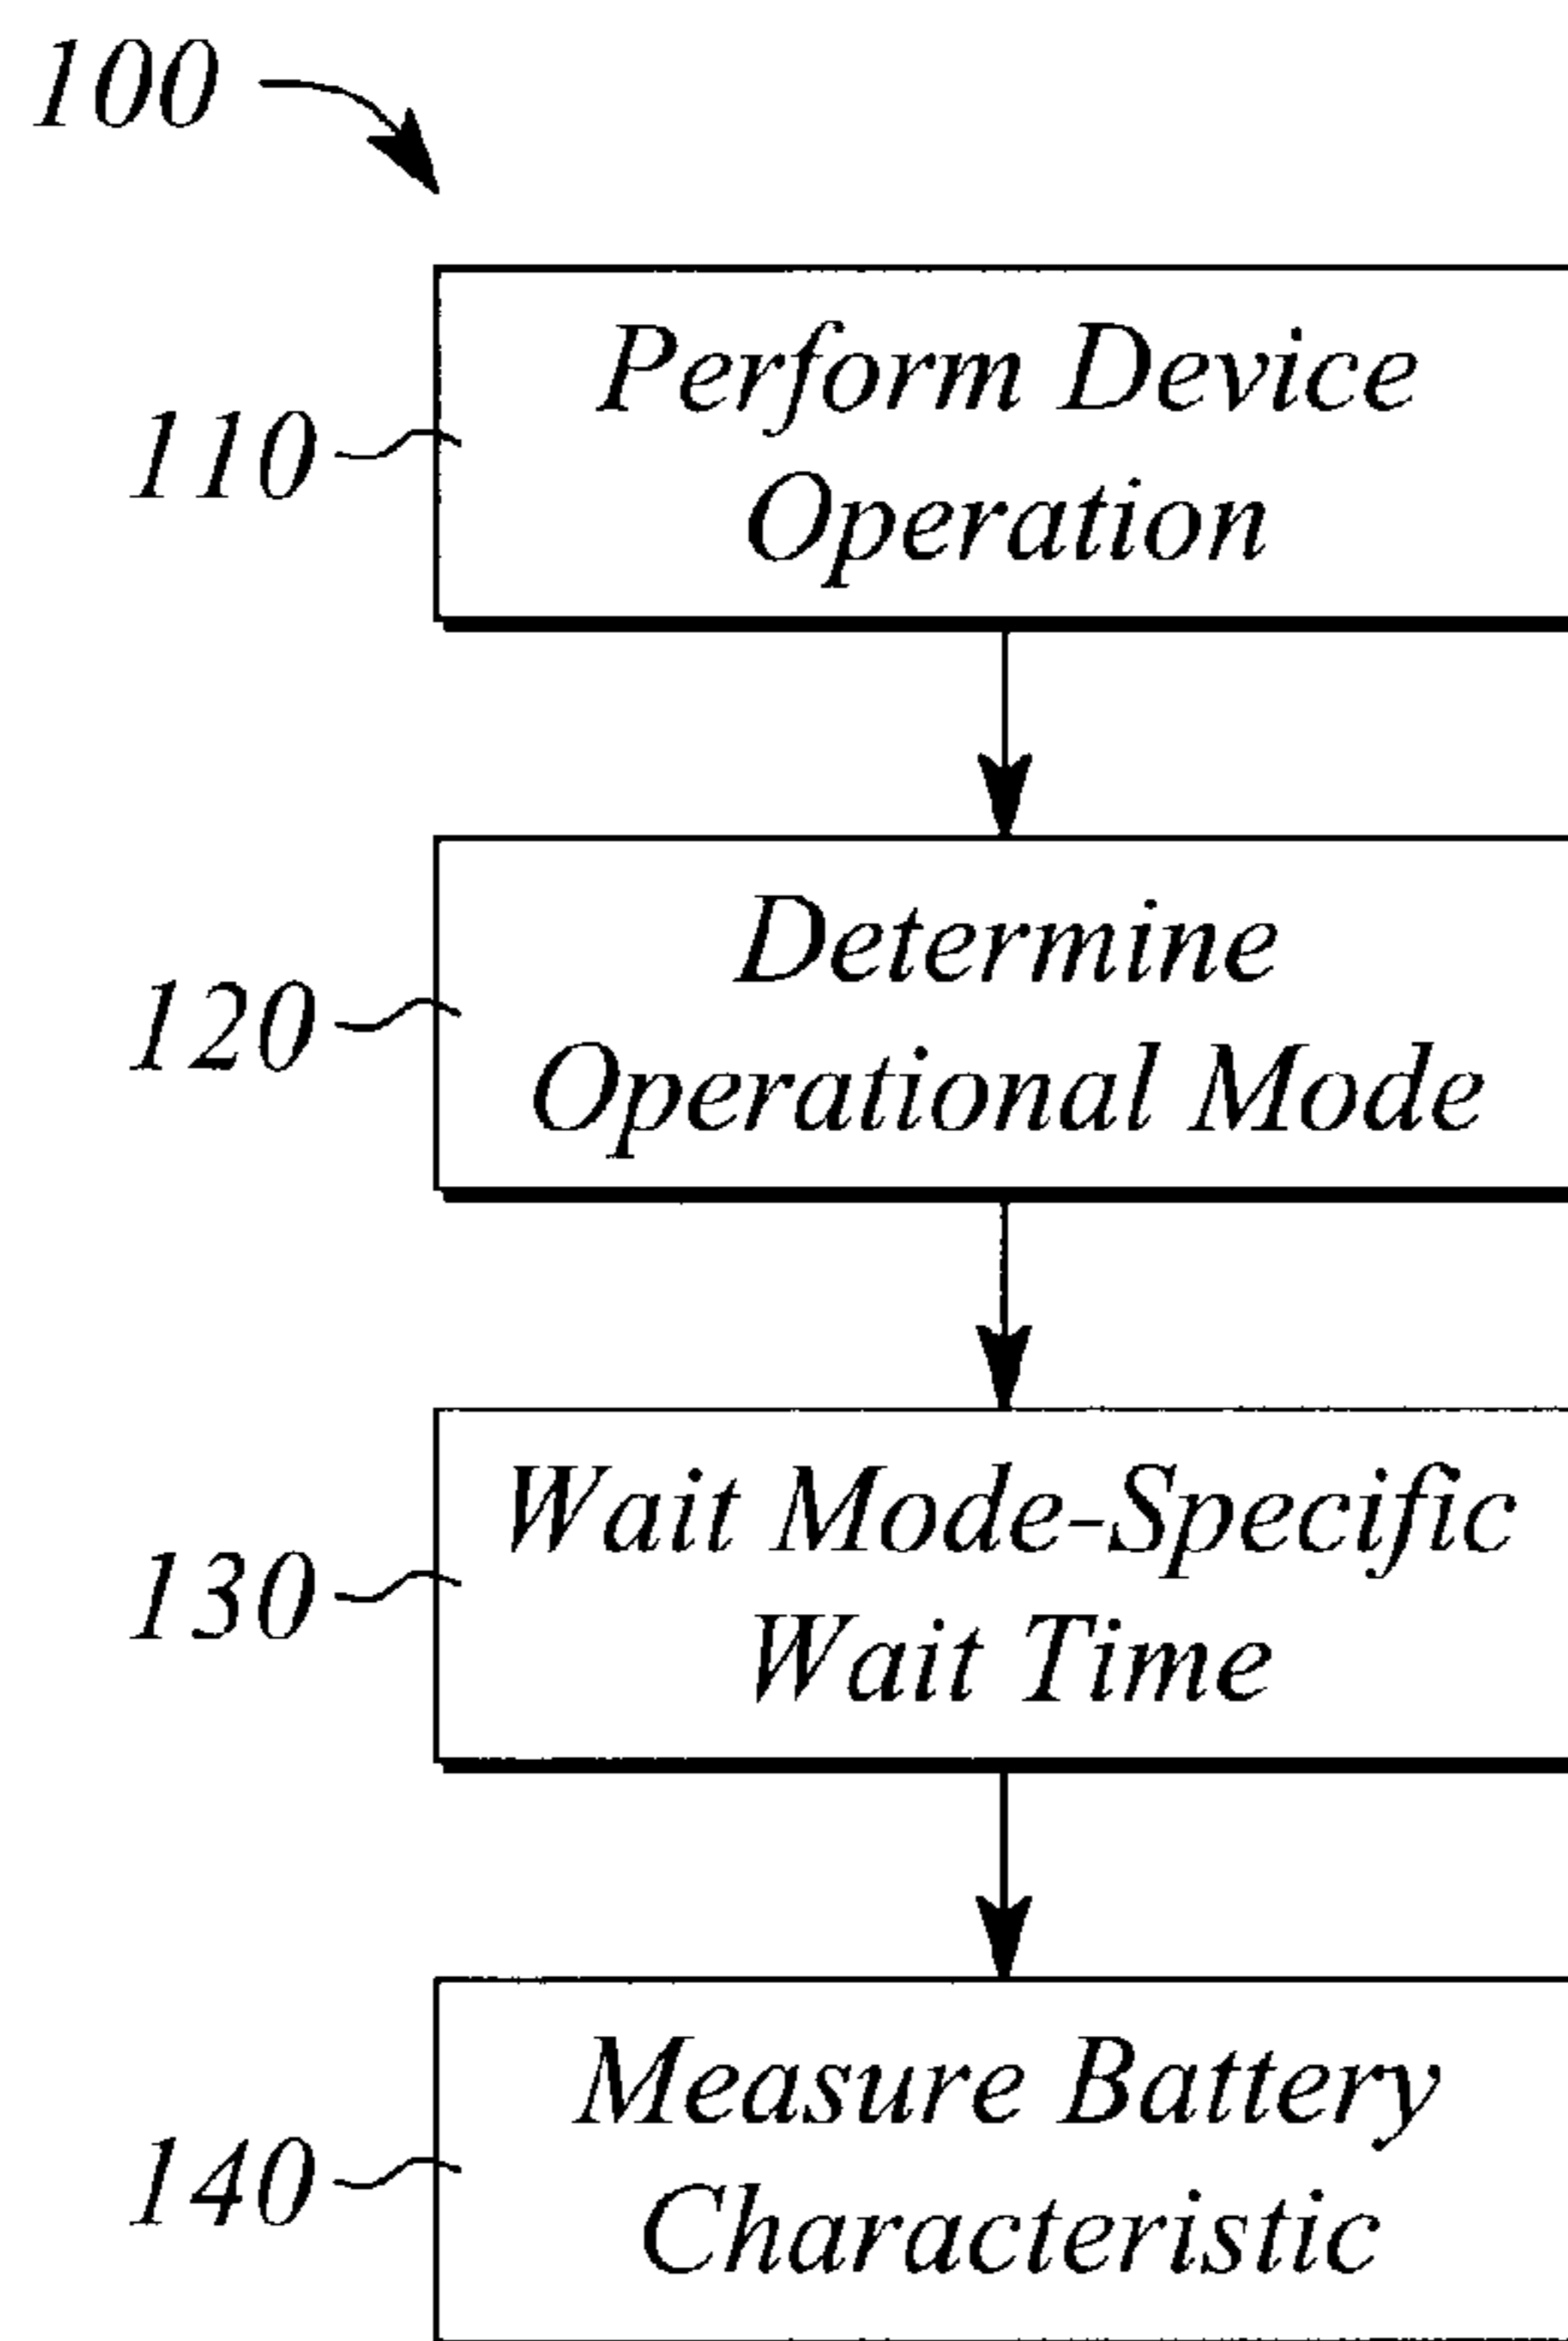 100
110
Perform Device
Operation
120
Determine
Operational Mode
130
Wait Mode-Specific
Wait Time
140
Measure Battery
Characteristic